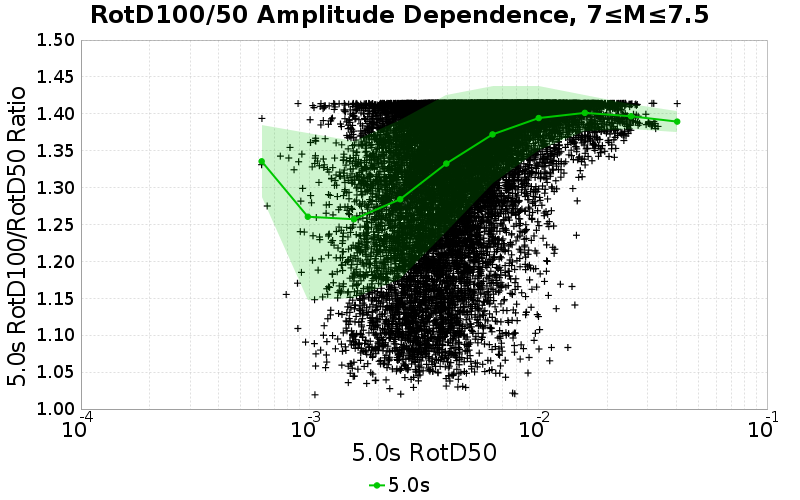 RotD100/50 Amplitude Dependence, 7≤M≤7.5
5.0s RotD100/RotD50 Ratio
1.50
1.45
1.40
1.35
1.30
1.25
1.20
1.15
1.10
1.05
1.00
10^-4 10^-3 10^-2 10^-1
5.0s RotD50
5.0s